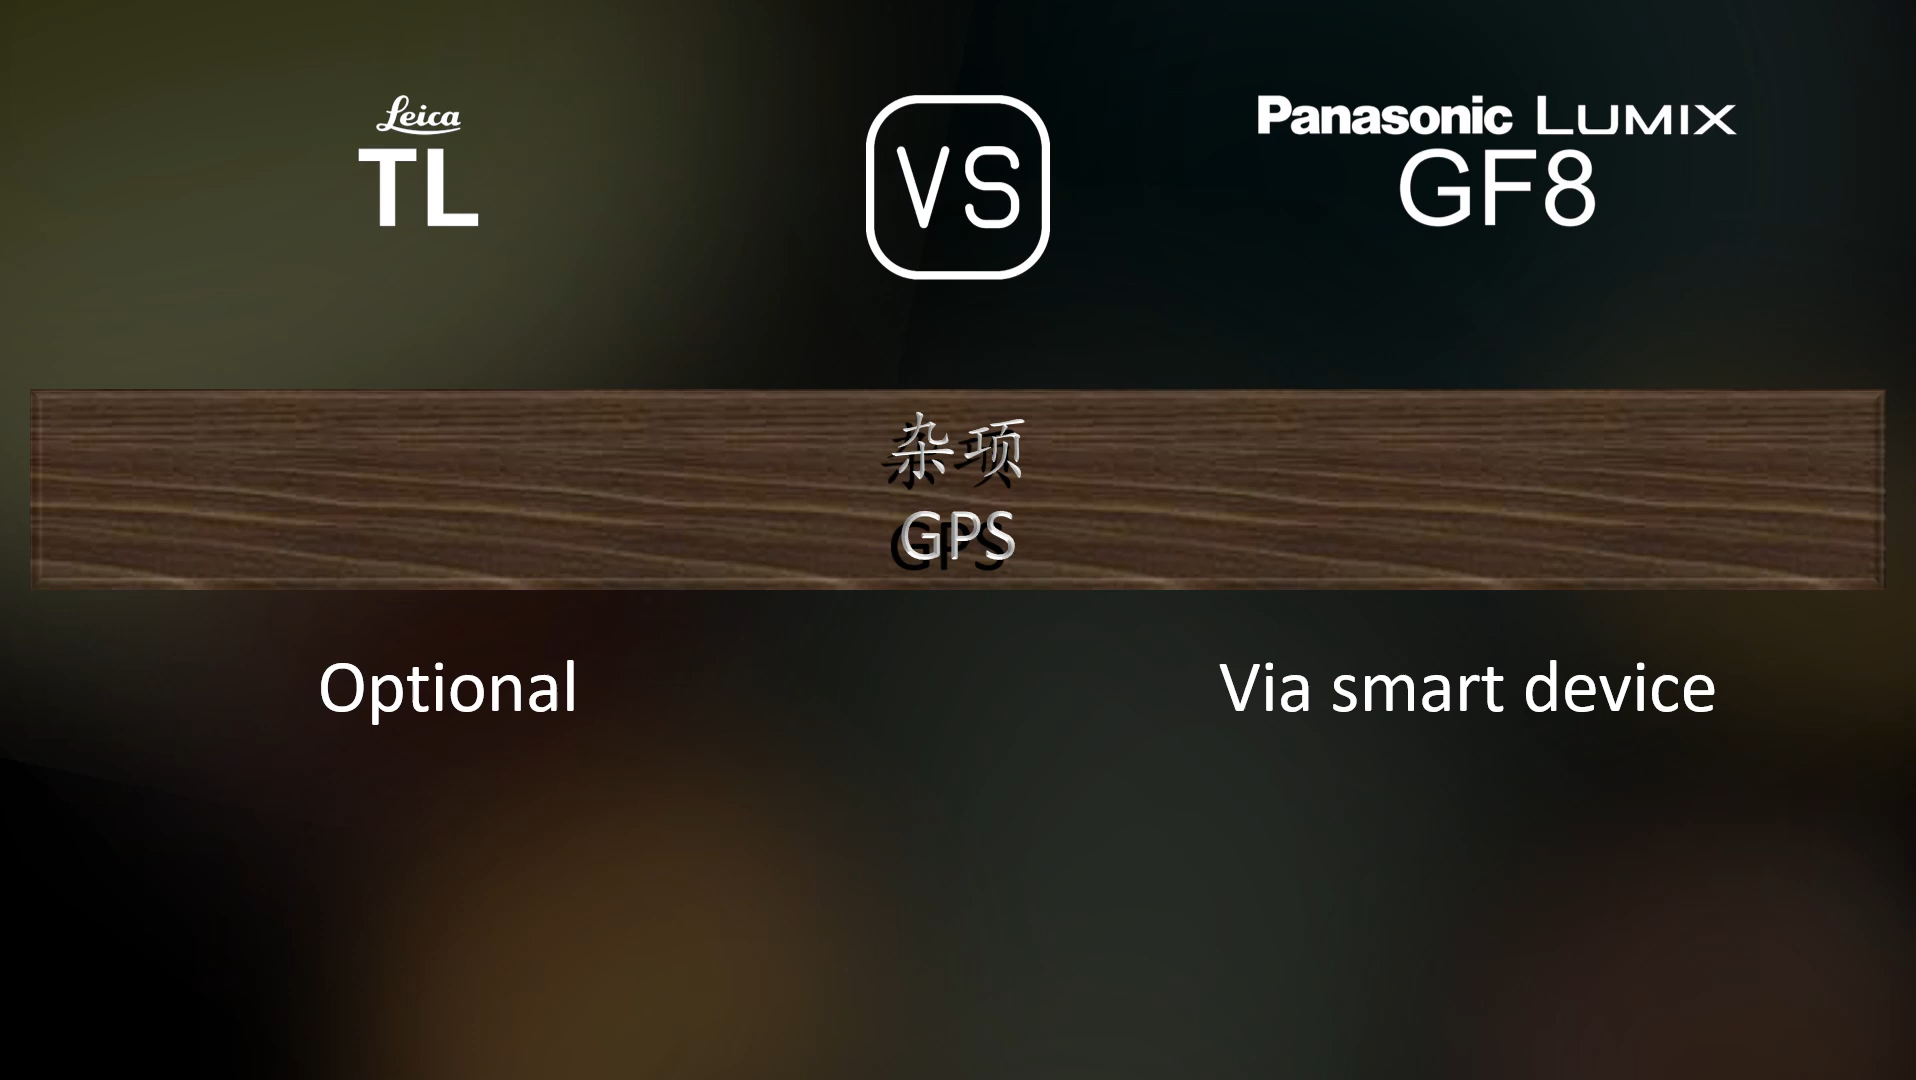 Leica
TL
VS
Panasonic LUMIX
GF8
杂项
GPS
Optional
Via smart device